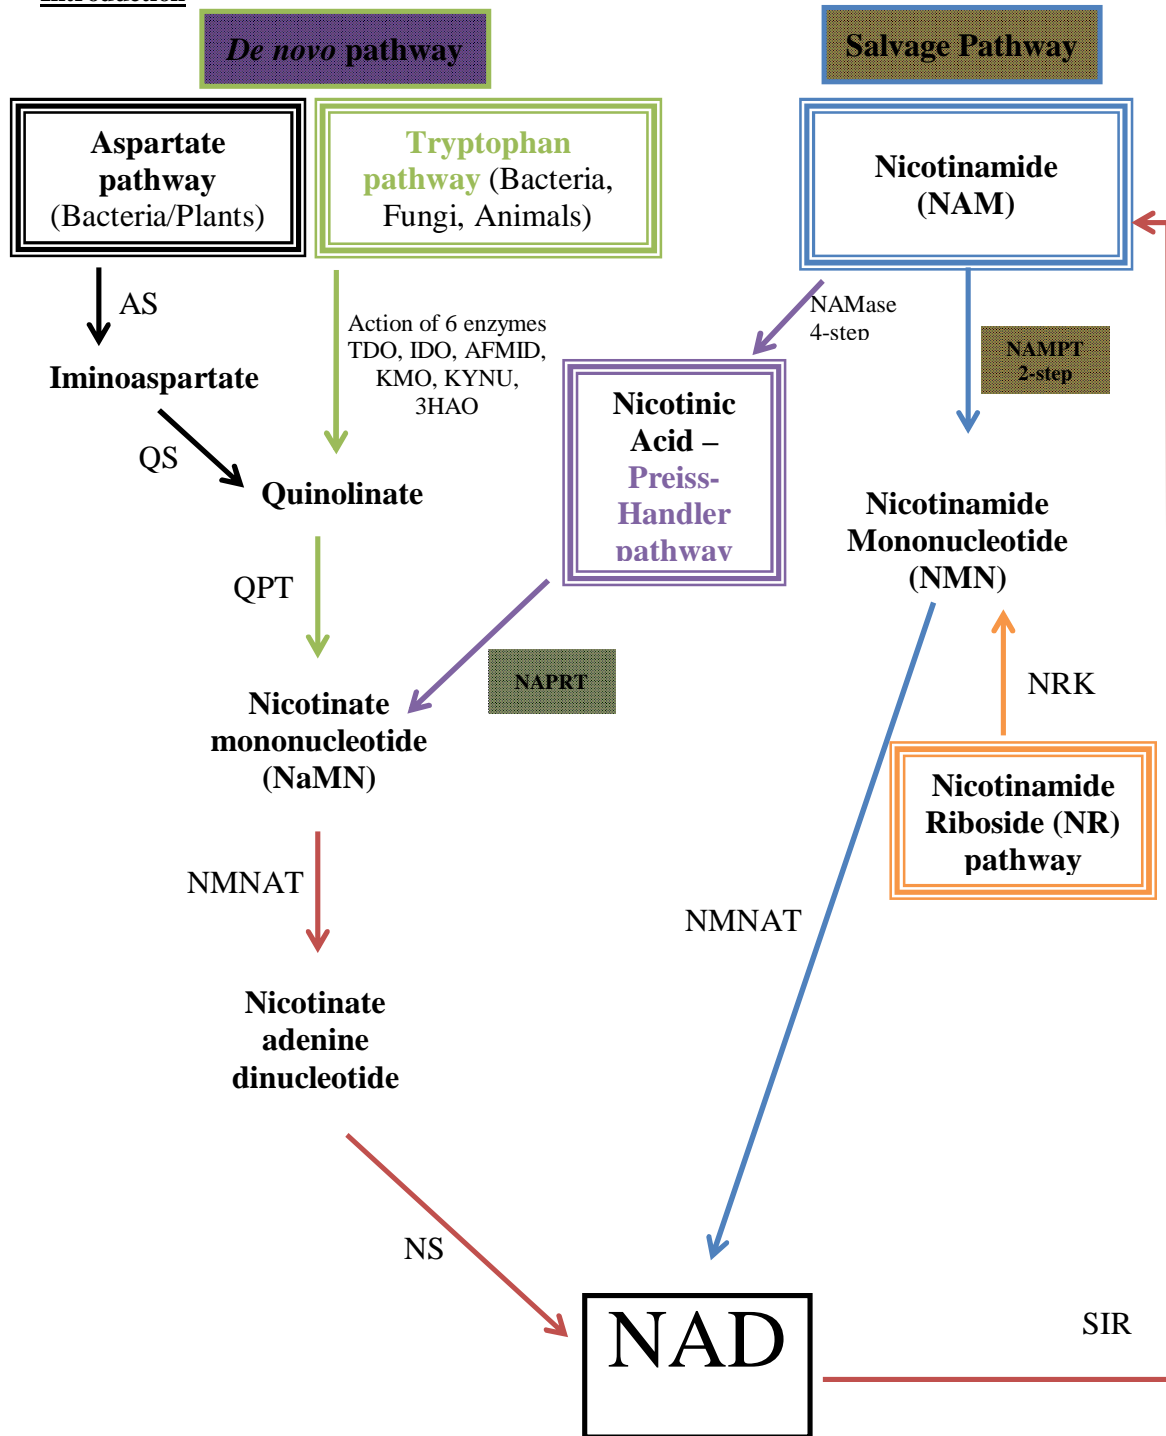 Introduction
De novo pathway
Salvage Pathway
Aspartate
pathway
(Bacteria/Plants)
Tryptophan
pathway (Bacteria,
Fungi, Animals)
Nicotinamide
(NAM)
AS
Action of 6 enzymes
TDO, IDO, AFMID,
KMO, KYNU,
3HAO
NAMase
4-step
NAMPT
2-step
Iminoaspartate
Nicotinic
Acid –
Preiss-
Handler
pathway
QS
Quinolinate
Nicotinamide
Mononucleotide
(NMN)
QPT
NAPRT
NRK
Nicotinate
mononucleotide
(NaMN)
Nicotinamide
Riboside (NR)
pathway
NMNAT
NMNAT
Nicotinate
adenine
dinucleotide
NS
NAD
SIR